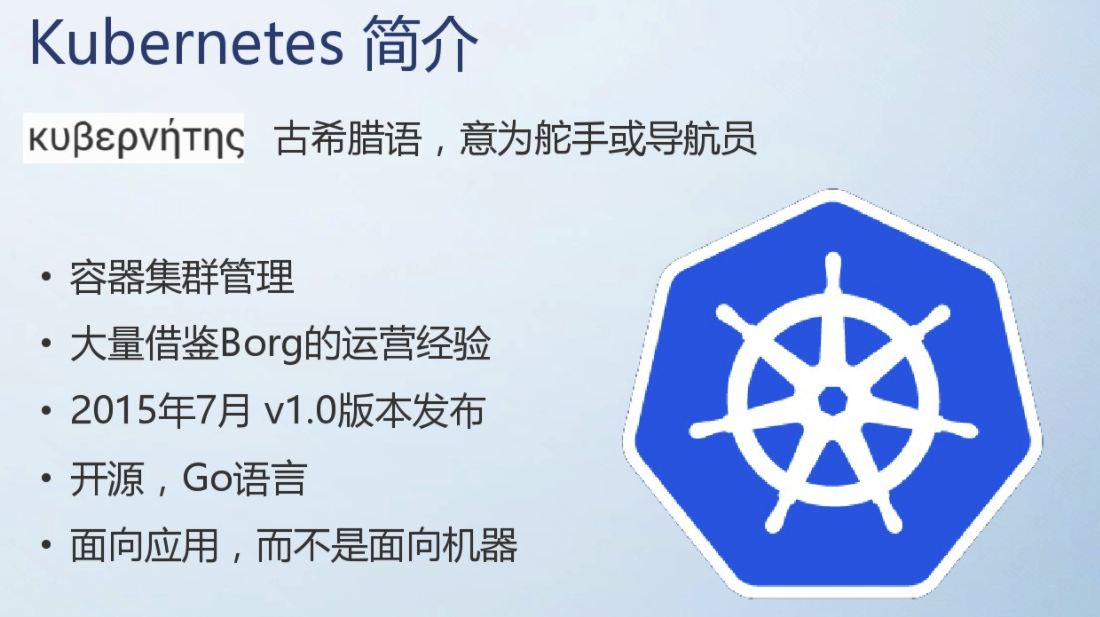 Kubernetes 简介
κυβερνήτης 古希腊语，意为舵手或导航员
• 容器集群管理
• 大量借鉴Borg的运营经验
• 2015年7月 v1.0版本发布
• 开源，Go语言
• 面向应用，而不是面向机器